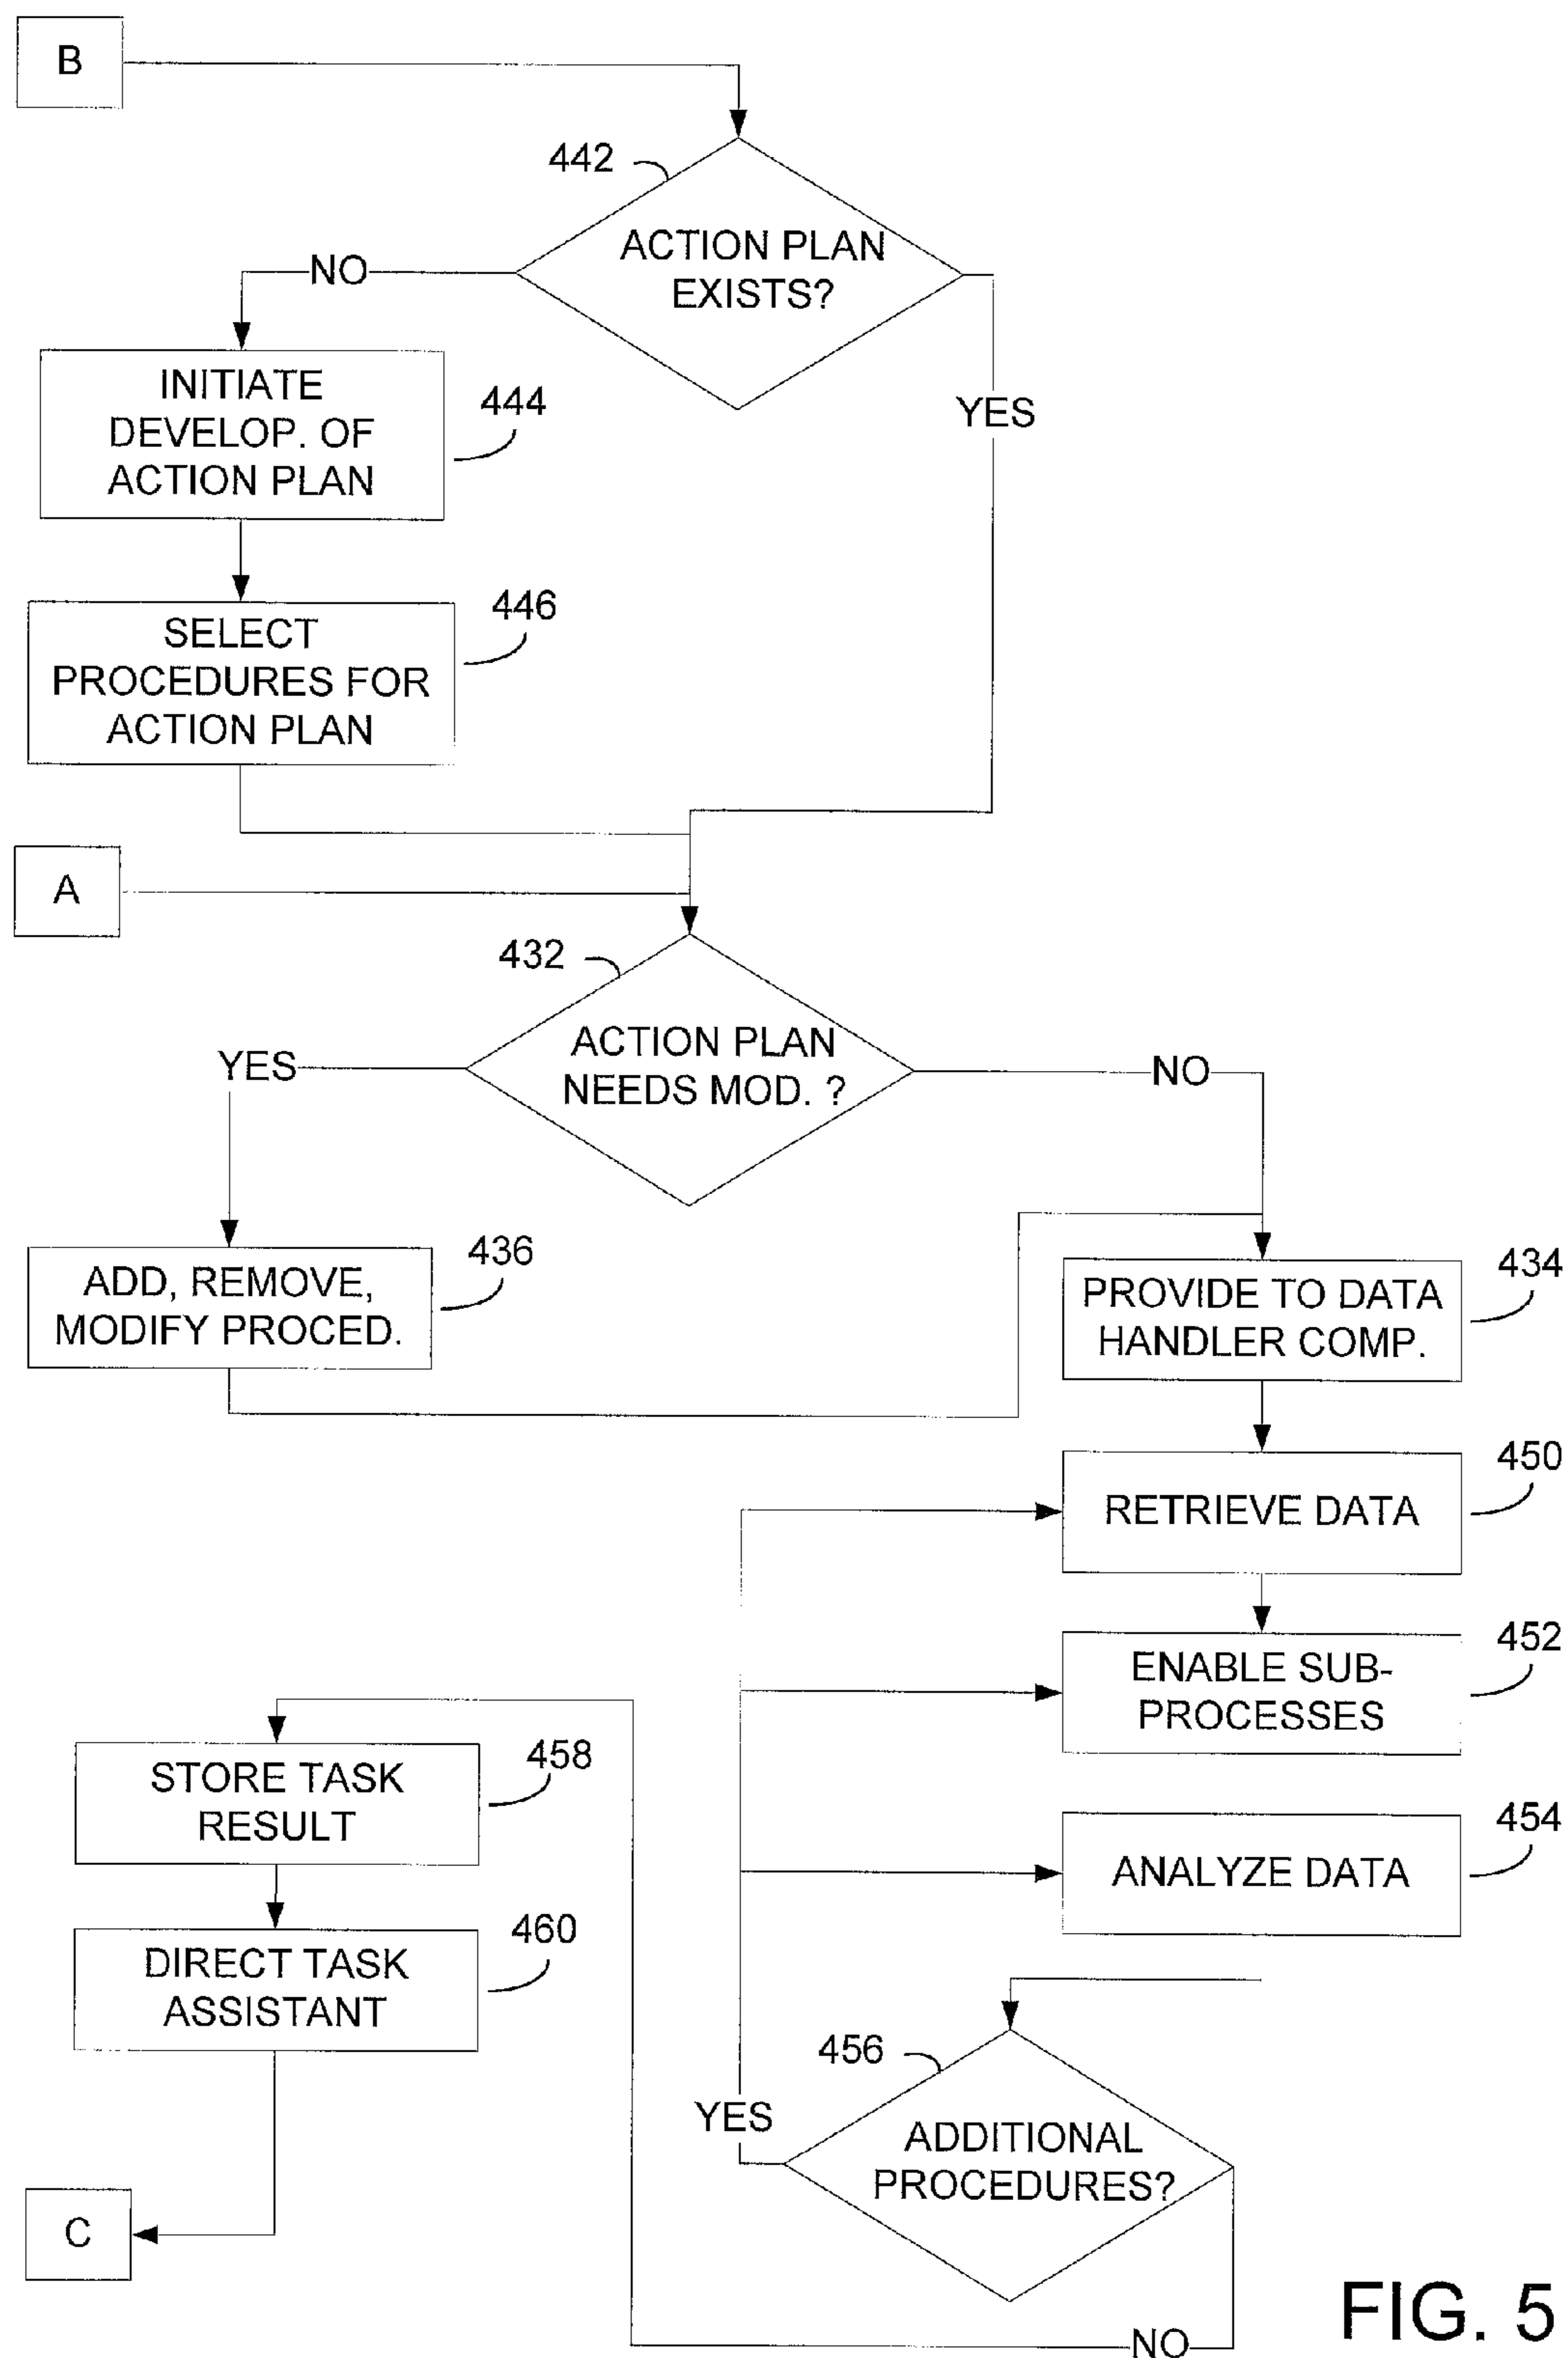 B
442
ACTION PLAN
EXISTS?
NO
YES
INITIATE
DEVELOP. OF
ACTION PLAN
444
SELECT
PROCEDURES FOR
ACTION PLAN
446
A
432
ACTION PLAN
NEEDS MOD. ?
YES
NO
ADD, REMOVE,
MODIFY PROCED.
436
PROVIDE TO DATA
HANDLER COMP.
434
RETRIEVE DATA
450
ENABLE SUB-
PROCESSES
452
ANALYZE DATA
454
456
ADDITIONAL
PROCEDURES?
YES
NO
STORE TASK
RESULT
458
DIRECT TASK
ASSISTANT
460
C
FIG. 5